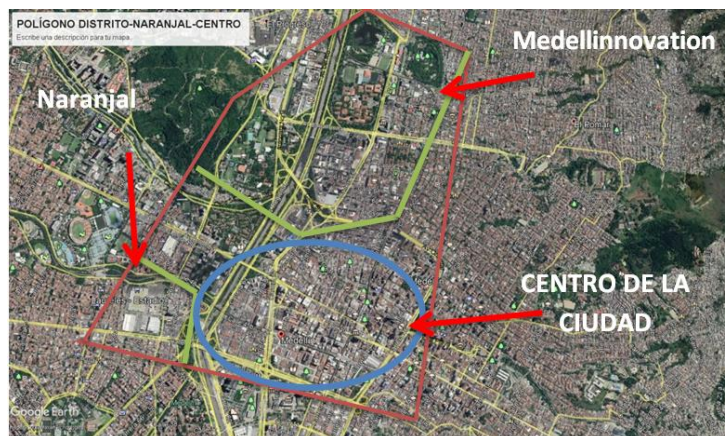 POLÍGONO DISTRITO-NARANJAL-CENTRO
Escribe una descripción para tu mapa.
Medellinnovation
Naranjal
CENTRO DE LA
CIUDAD
Google Earth